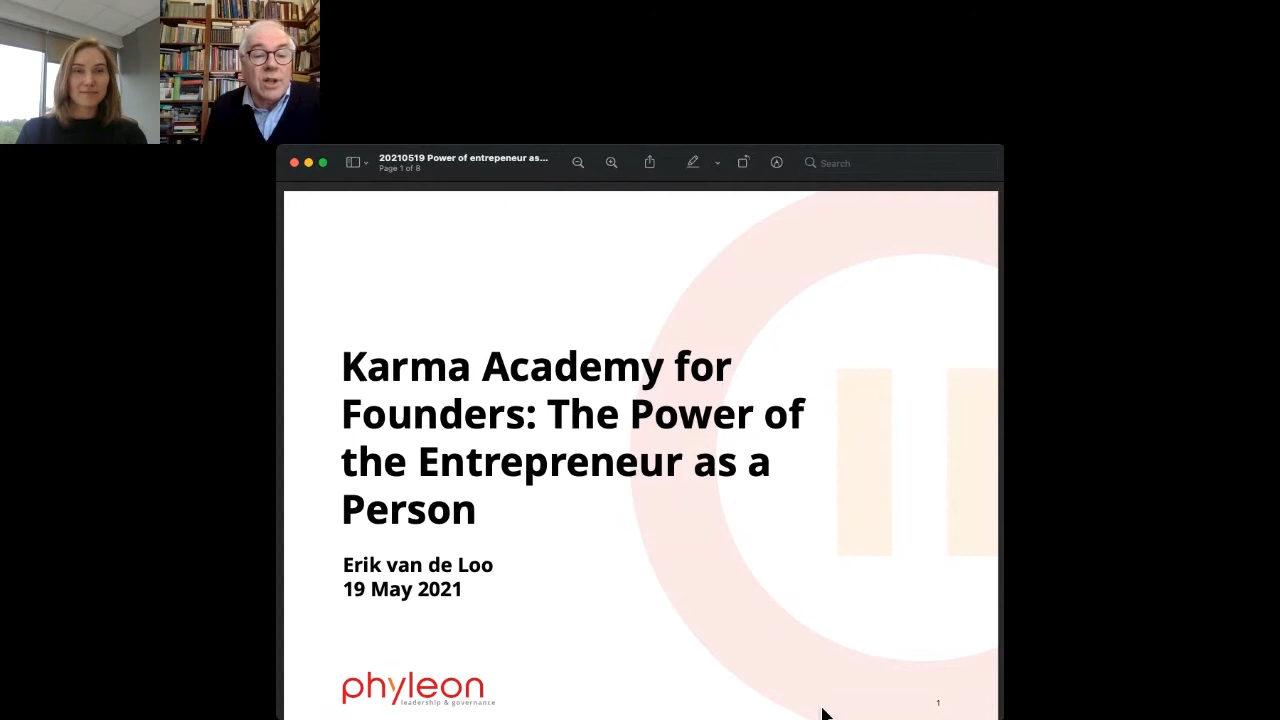 20210519 Power of entrepeneur as...
Page 1 of 8
Search
Karma Academy for
Founders: The Power of
the Entrepreneur as a
Person
Erik van de Loo
19 May 2021
phyleon
leadership & governance
1